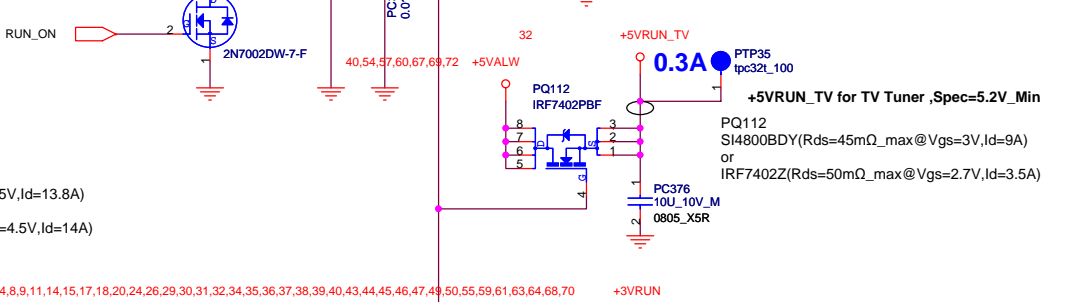 PC3
0.01
RUN_ON
2
G
D
S
1
2N7002DW-7-F
32
+5VRUN_TV
40,54,57,60,67,69,72
+5VALW
0.3A
PTP35
tpc32t_100
1
PQ112
IRF7402PBF
+5VRUN_TV for TV Tuner ,Spec=5.2V_Min
8
7
6
5
D
S
G
3
2
1
4
PQ112
SI4800BDY(Rds=45mΩ_max@Vgs=3V,Id=9A)
or
IRF7402Z(Rds=50mΩ_max@Vgs=2.7V,Id=3.5A)
1
2
PC376
10U_10V_M
0805_X5R
5V,Id=13.8A)
=4.5V,Id=14A)
4,8,9,11,14,15,17,18,20,24,26,29,30,31,32,34,35,36,37,38,39,40,43,44,45,46,47,49,50,55,59,61,63,64,68,70
+3VRUN